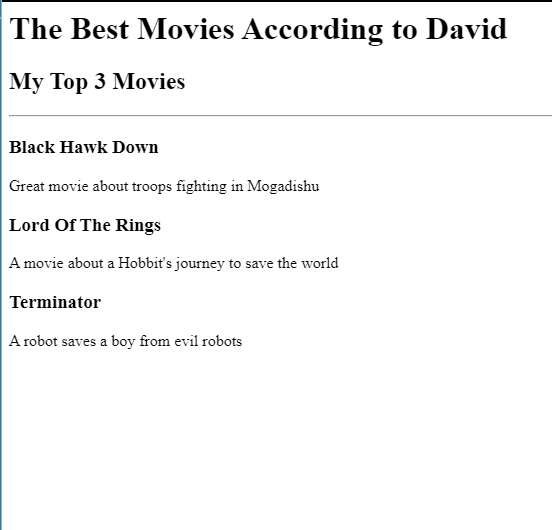 The Best Movies According to David
My Top 3 Movies
Black Hawk Down
Great movie about troops fighting in Mogadishu
Lord Of The Rings
A movie about a Hobbit's journey to save the world
Terminator
A robot saves a boy from evil robots